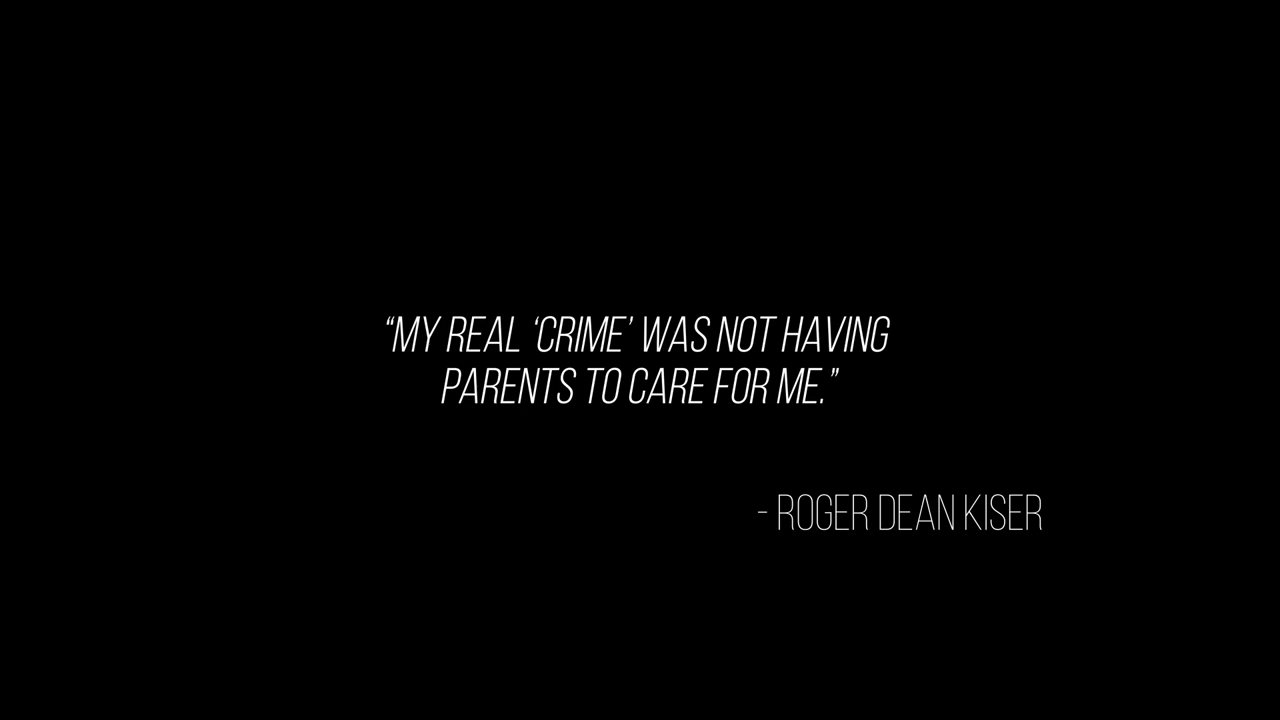 “MY REAL ‘CRIME’ WAS NOT HAVING
PARENTS TO CARE FOR ME.”
- ROGER DEAN KISER